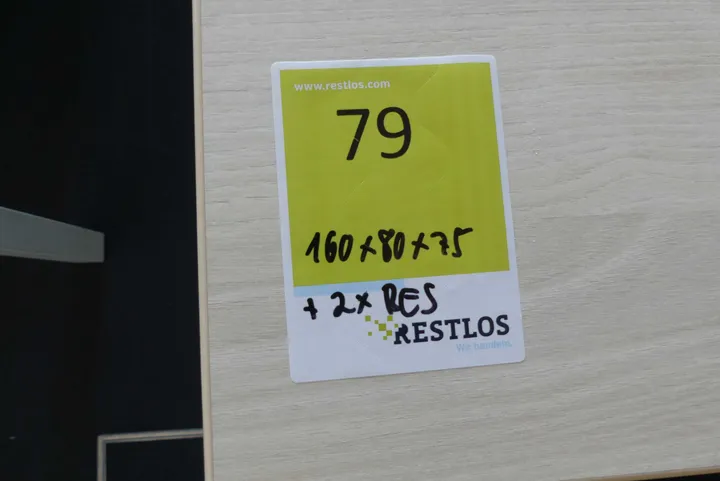 www.restlos.com
79
160x80x75
+ 2x RES
RESTLOS
Wir handeln.